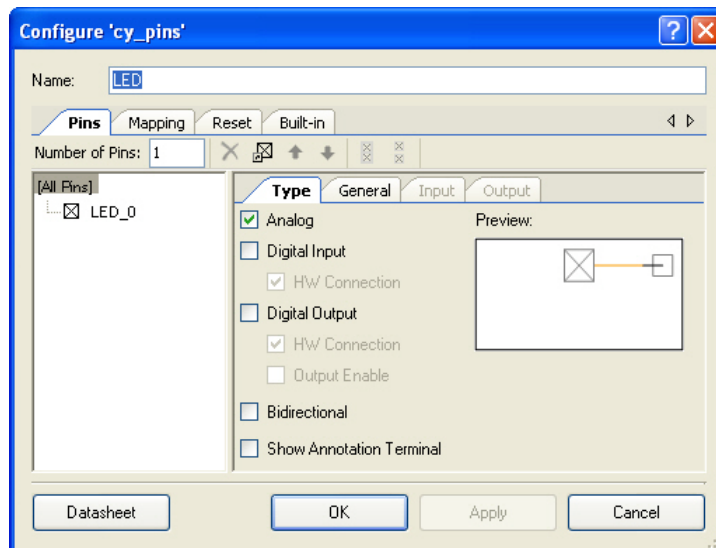 Configure 'cy_pins'
Name: LED
Pins Mapping Reset Built-in
Number of Pins: 1
[All Pins]
LED_0
Type General Input Output
Analog
Preview:
Digital Input
HW Connection
Digital Output
HW Connection
Output Enable
Bidirectional
Show Annotation Terminal
Datasheet OK Apply Cancel